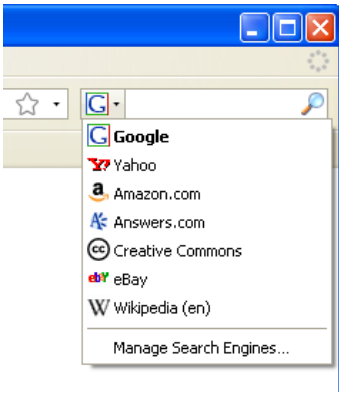 Google
Yahoo
Amazon.com
Answers.com
Creative Commons
eBay
Wikipedia (en)
Manage Search Engines...